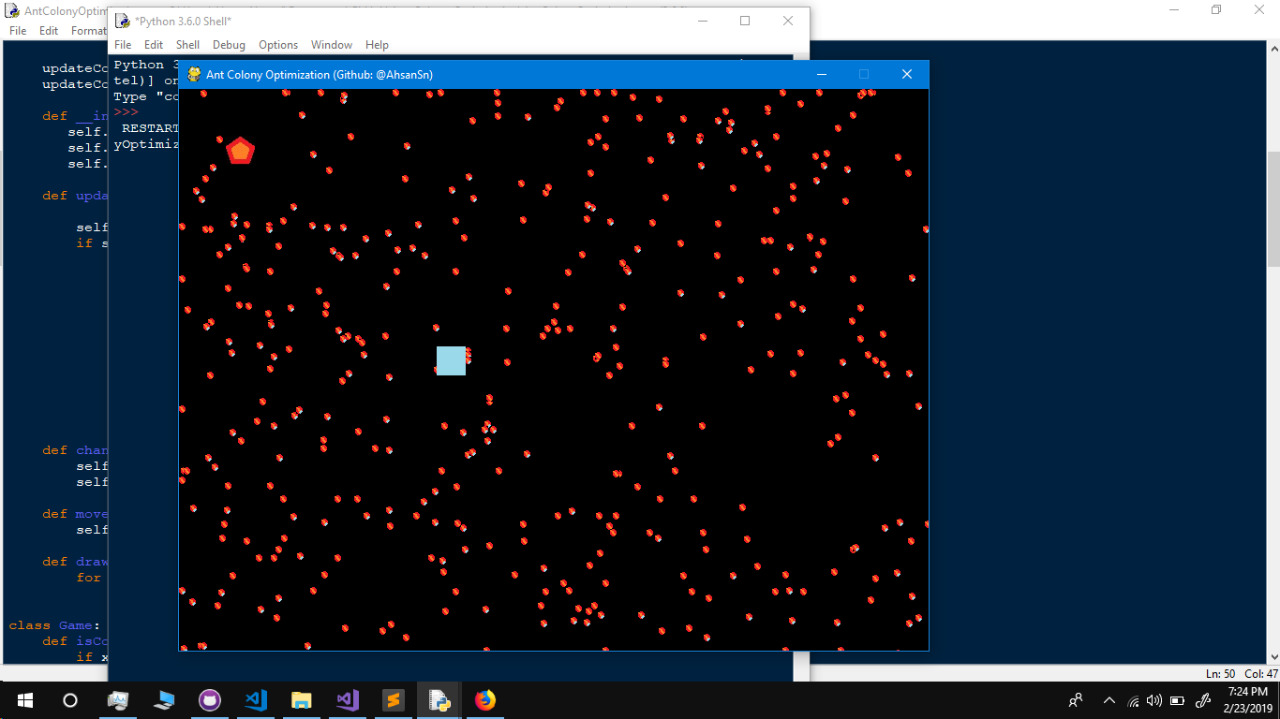 AntColonyOptim
File Edit Format
*Python 3.6.0 Shell*
File Edit Shell Debug Options Window Help
Python 3
tel)] on
Type "co
>>>
RESTART
yOptimiz
Ant Colony Optimization (Github: @AhsanSn)
updateCo
updateCo
def __in
self.
self.
self.
def upda
self
if s
def chan
self
self
def move
self
def draw
for
class Game:
def isCo
if x
Ln: 50 Col: 47
7:24 PM
2/23/2019